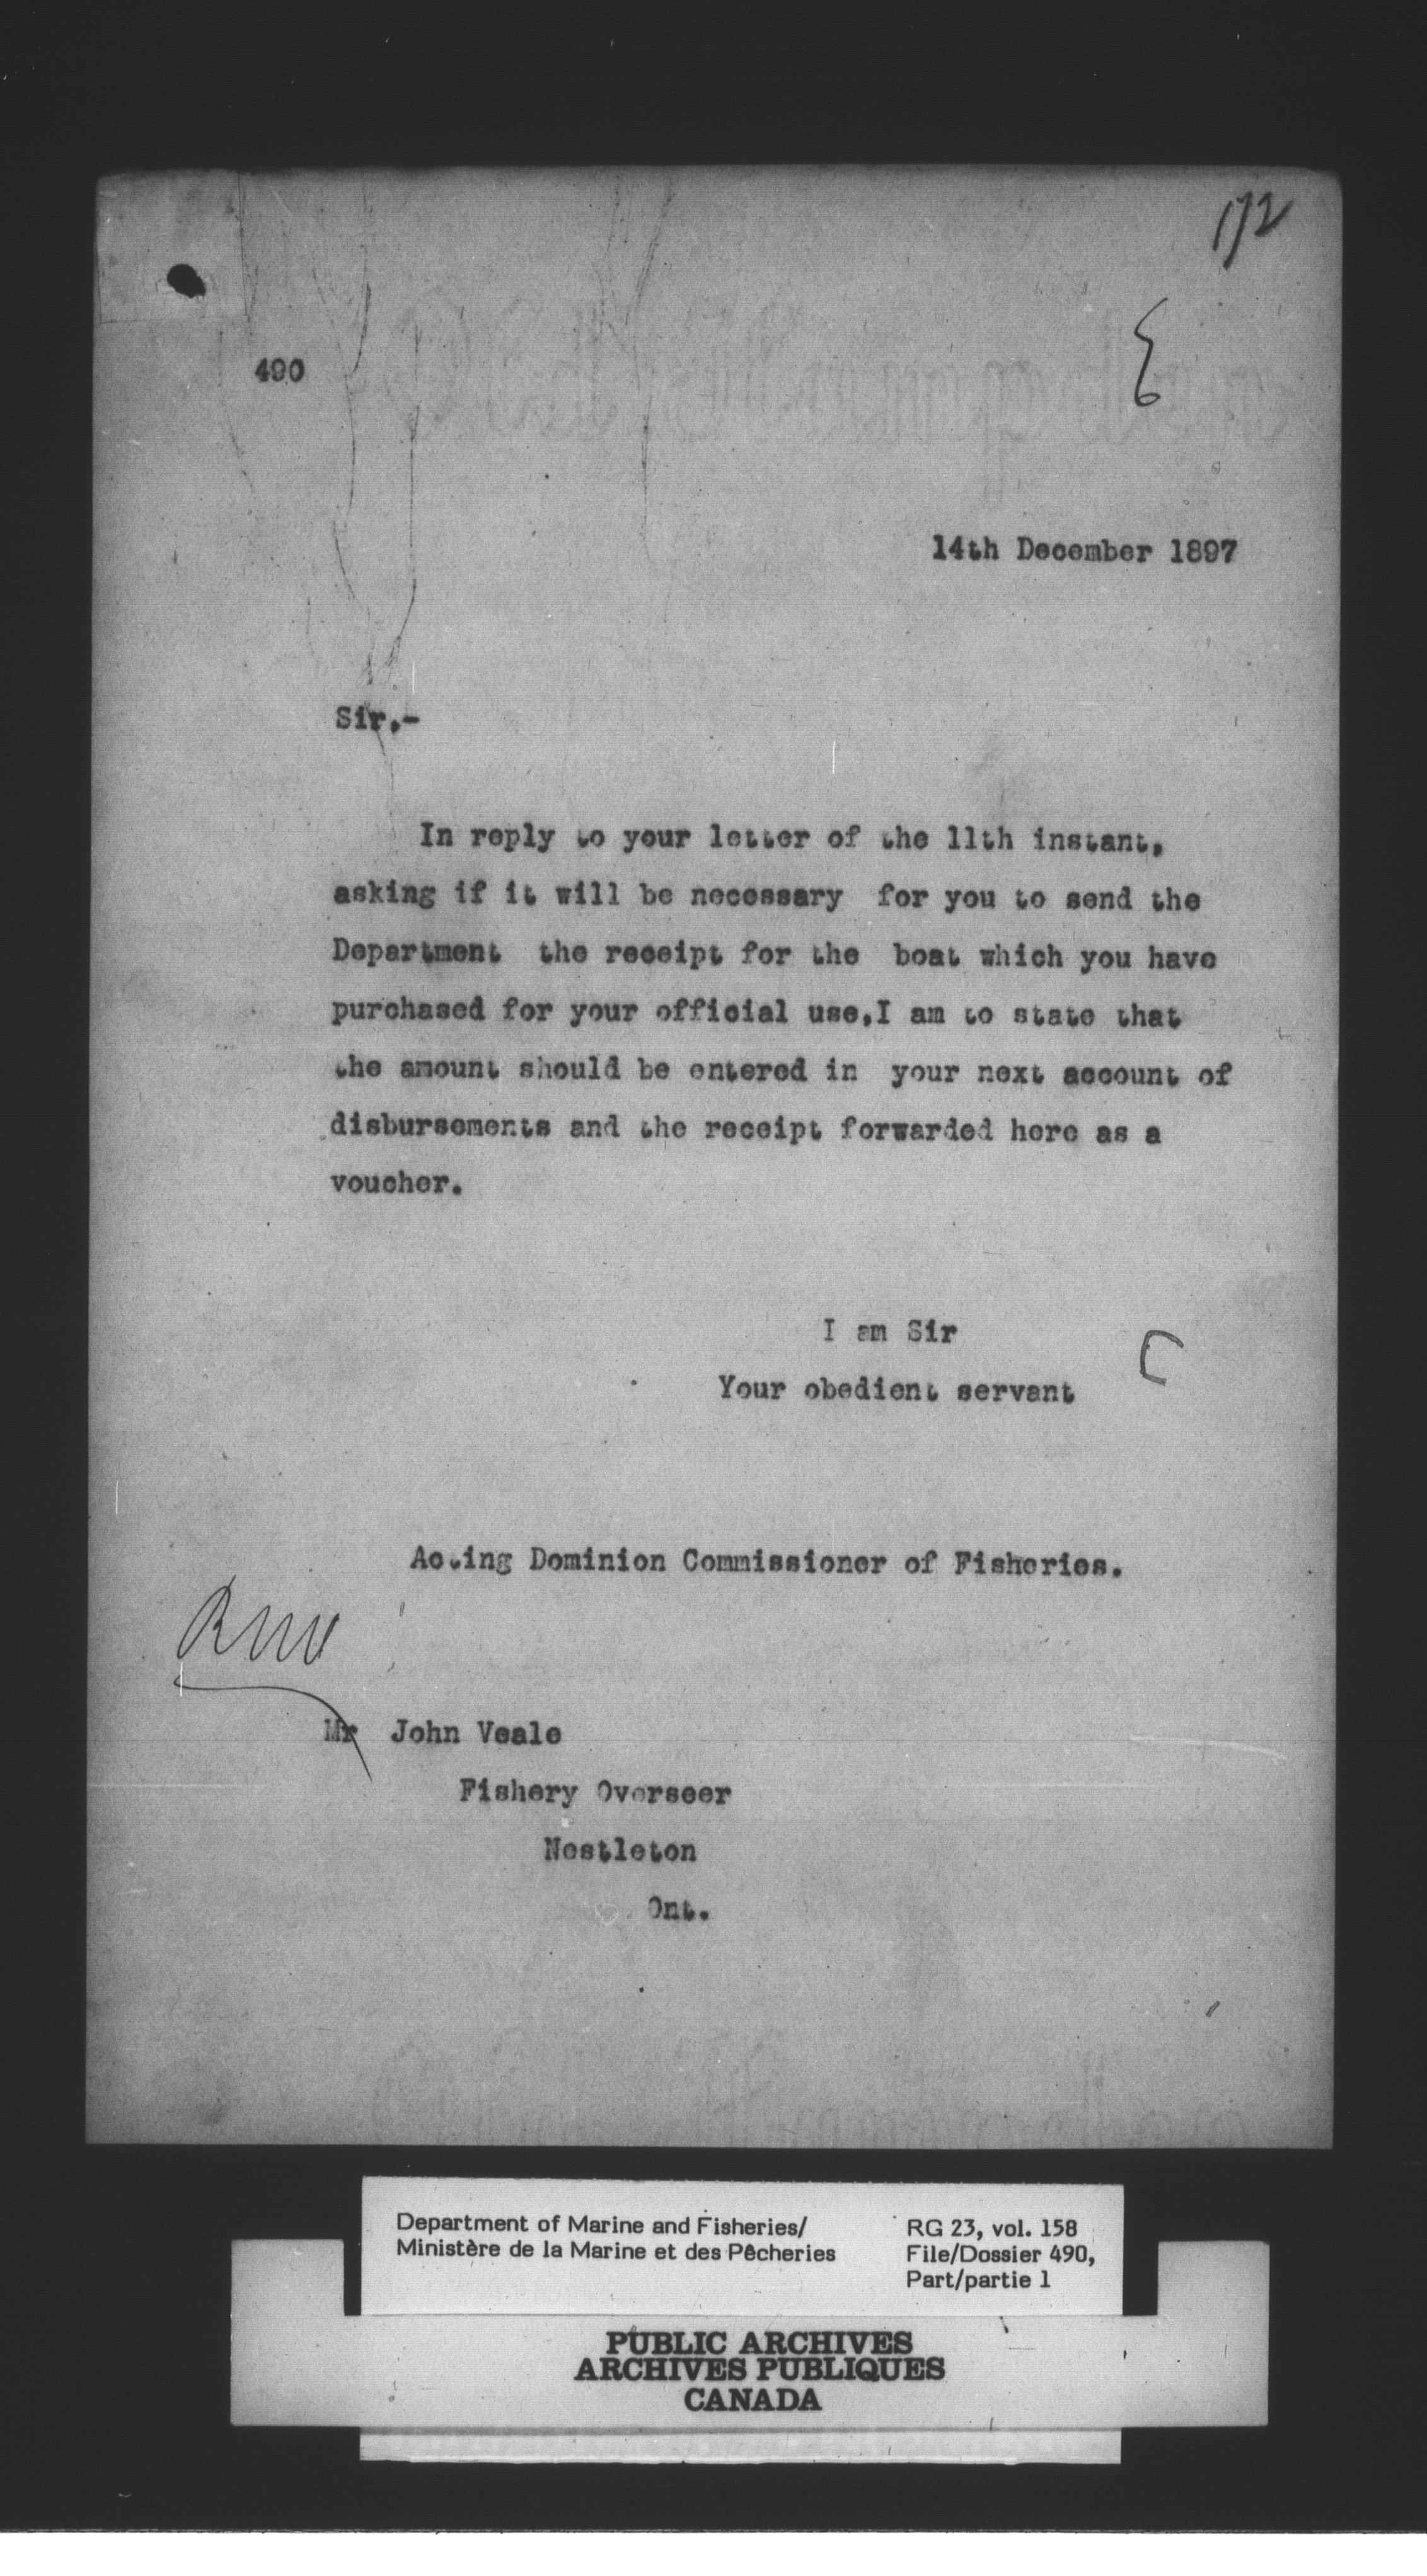 172
490
14th December 1897
Sir,-
In reply to your letter of the 11th instant,
asking if it will be necessary for you to send the
Department the receipt for the boat which you have
purchased for your official use,I am to state that
the amount should be entered in your next account of
disbursements and the receipt forwarded here as a
voucher.
I am Sir
Your obedient servant
Acting Dominion Commissioner of Fisheries.
Mr John Veale
Fishery Overseer
Nestleton
Ont.
Department of Marine and Fisheries/
Ministère de la Marine et des Pêcheries
RG 23, vol. 158
File/Dossier 490,
Part/partie 1
PUBLIC ARCHIVES
ARCHIVES PUBLIQUES
CANADA